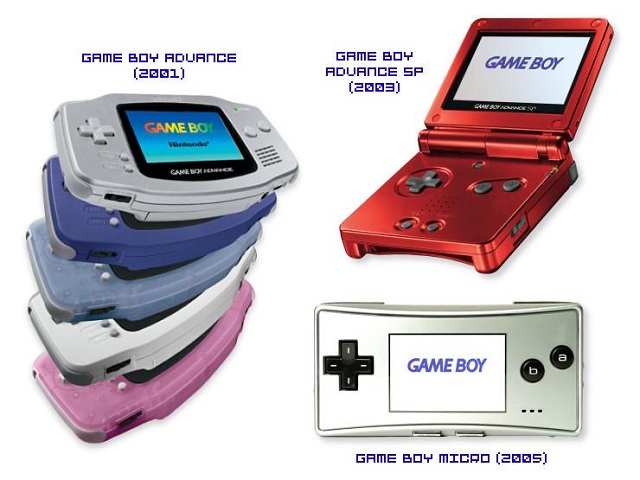 GAME BOY ADVANCE
(2001)
GAME BOY
ADVANCE SP
(2003)
GAME BOY
Nintendo
GAME BOY ADVANCE
GAME BOY
GAME BOY ADVANCE SP
GAME BOY
b
a
GAME BOY MICRO (2005)